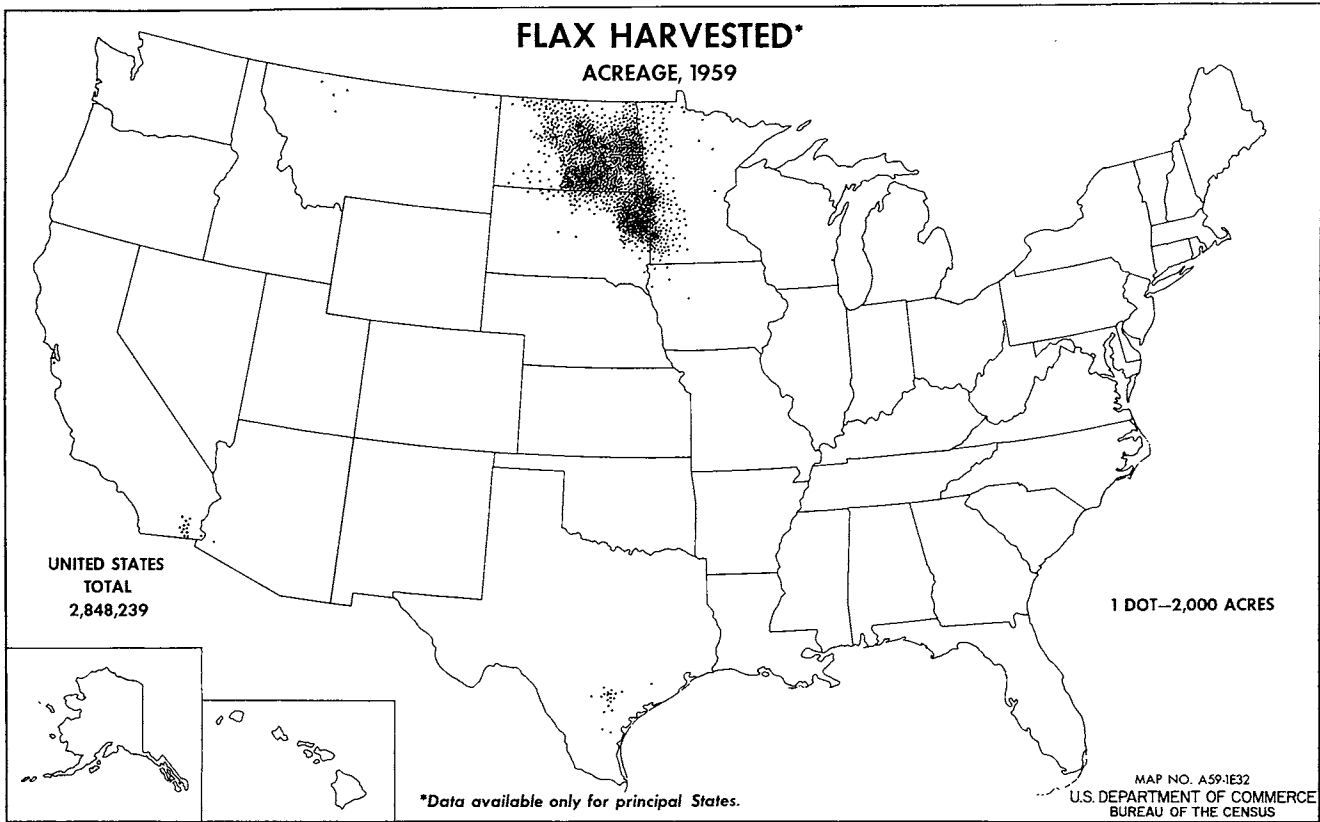 FLAX HARVESTED*
ACREAGE, 1959
UNITED STATES
TOTAL
2,848,239
1 DOT—2,000 ACRES
*Data available only for principal States.
MAP NO. A59-1E32
U.S. DEPARTMENT OF COMMERCE
BUREAU OF THE CENSUS